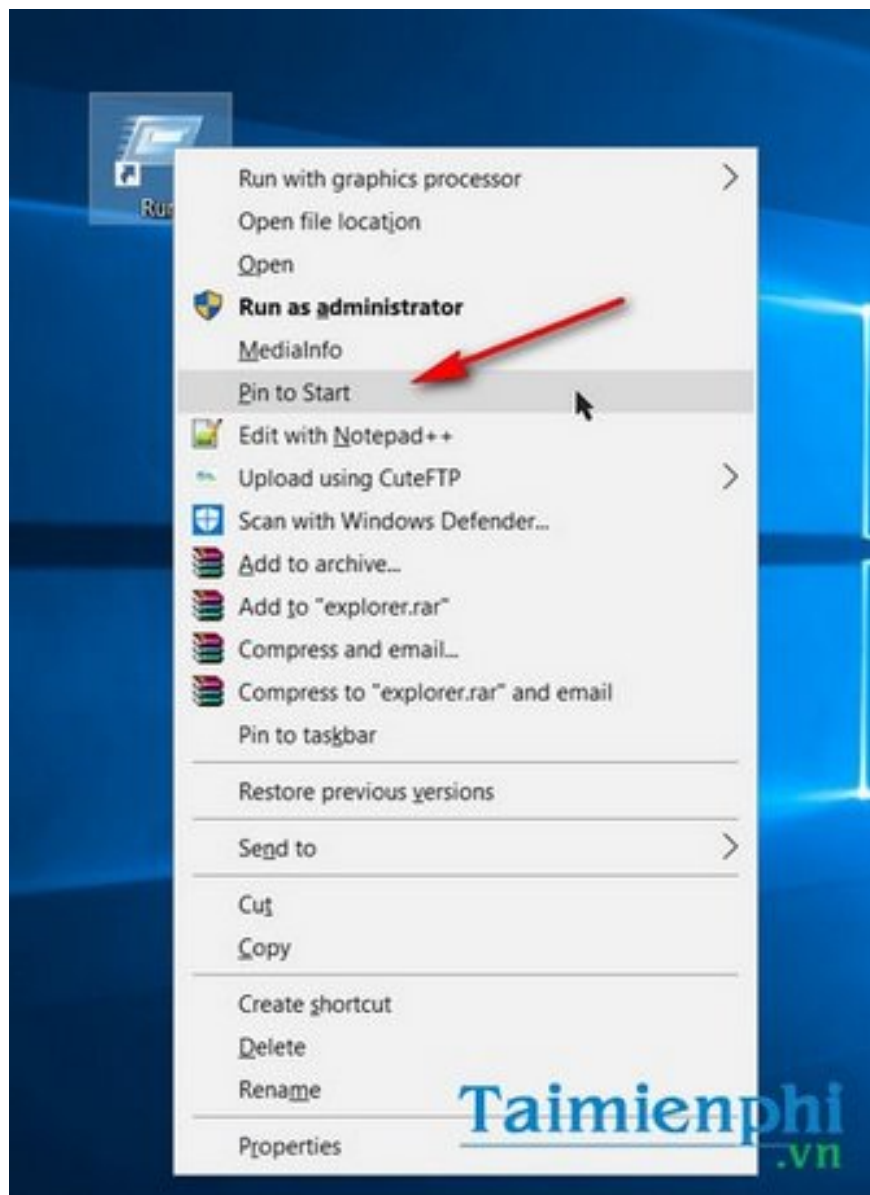 Run
Run with graphics processor
Open file location
Open
Run as administrator
MediaInfo
Pin to Start
Edit with Notepad++
Upload using CuteFTP
Scan with Windows Defender...
Add to archive...
Add to "explorer.rar"
Compress and email...
Compress to "explorer.rar" and email
Pin to taskbar
Restore previous versions
Send to
Cut
Copy
Create shortcut
Delete
Rename
Properties
Taimienphi
.vn